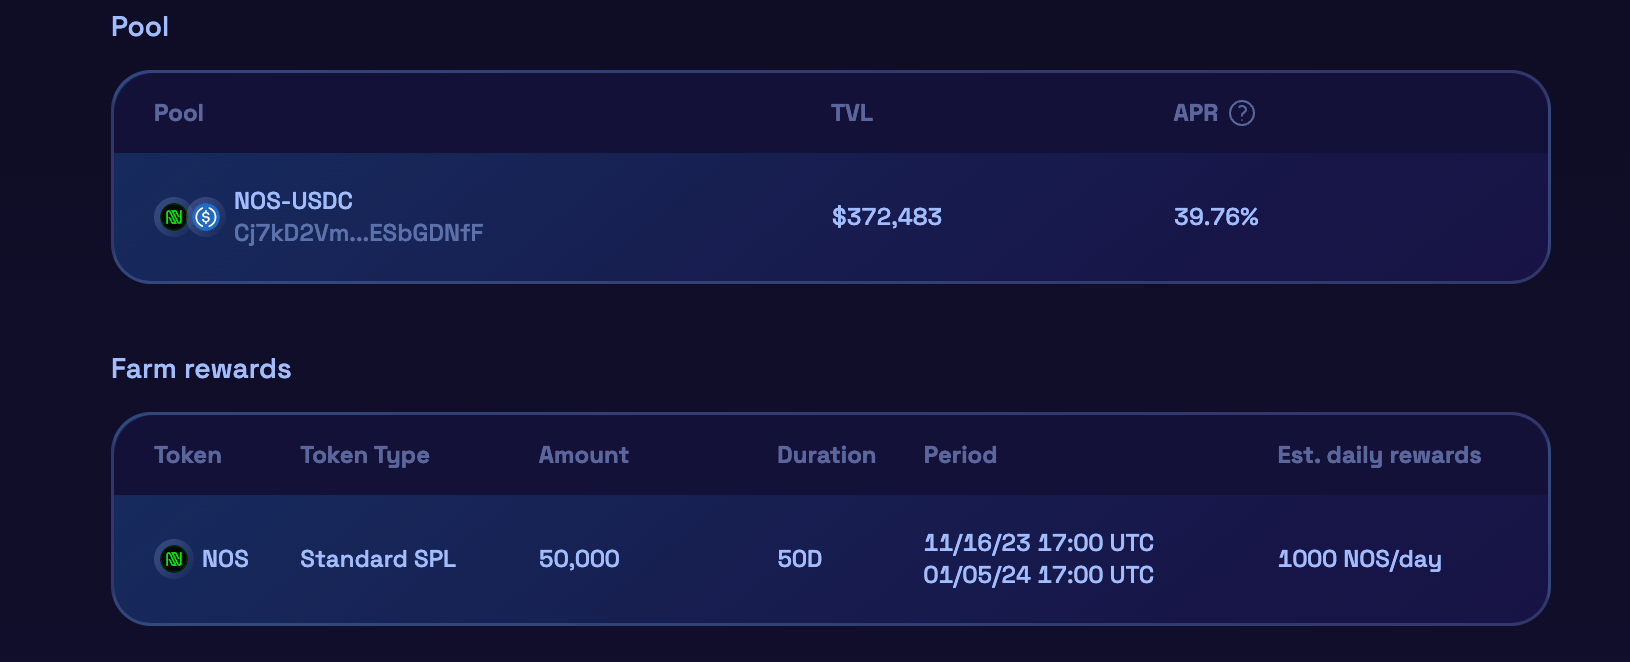 Pool
Pool TVL APR ?
NOS-USDC
Cj7kD2Vm...ESbGDNfF
$372,483 39.76%
Farm rewards
Token Token Type Amount Duration Period Est. daily rewards
NOS Standard SPL 50,000 50D
11/16/23 17:00 UTC
01/05/24 17:00 UTC
1000 NOS/day